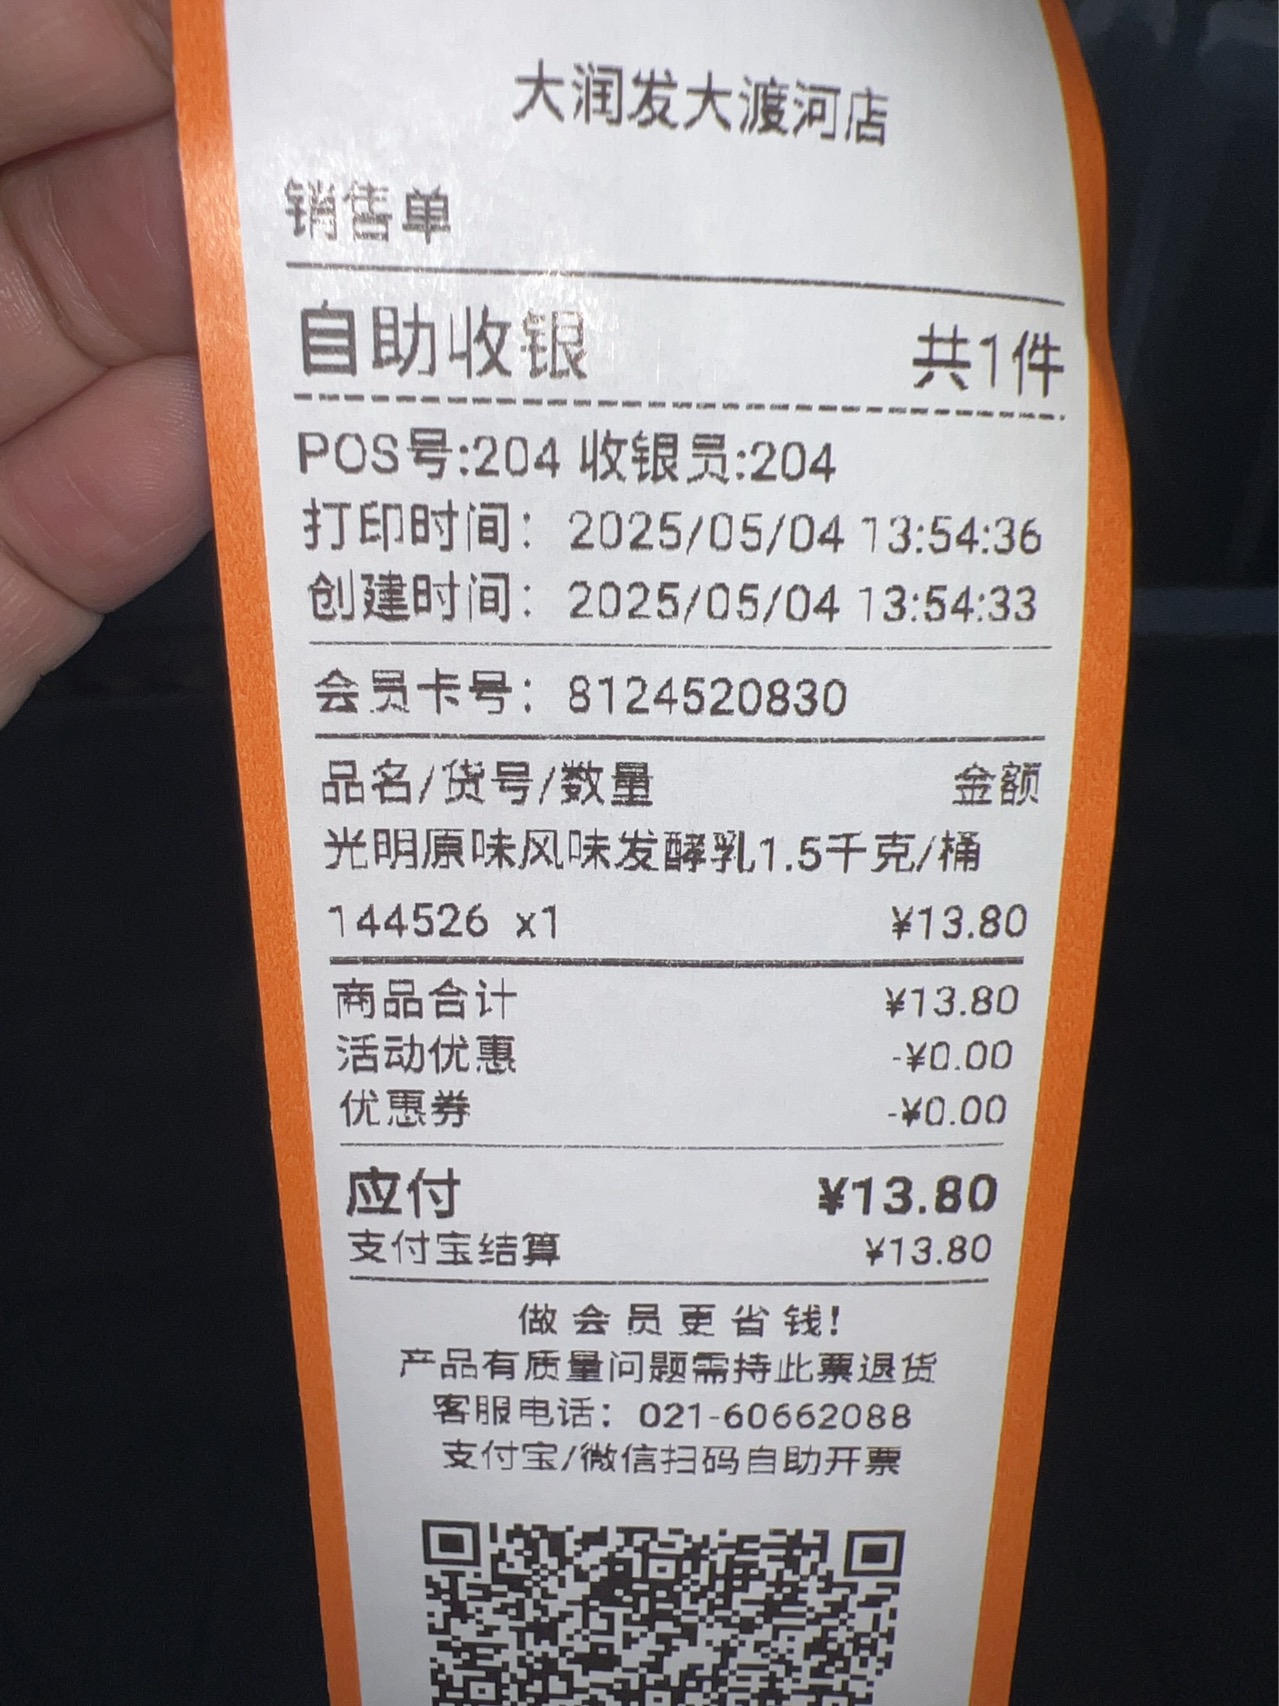 大润发大渡河店
销售单
自助收银 共1件
POS号:204 收银员:204
打印时间: 2025/05/04 13:54:36
创建时间: 2025/05/04 13:54:33
会员卡号: 8124520830
品名/货号/数量 金额
光明原味风味发酵乳1.5千克/桶
144526 x1 ¥13.80
商品合计 ¥13.80
活动优惠 -¥0.00
优惠券 -¥0.00
应付 ¥13.80
支付宝结算 ¥13.80
做会员更省钱!
产品有质量问题需持此票退货
客服电话: 021-60662088
支付宝/微信扫码自助开票